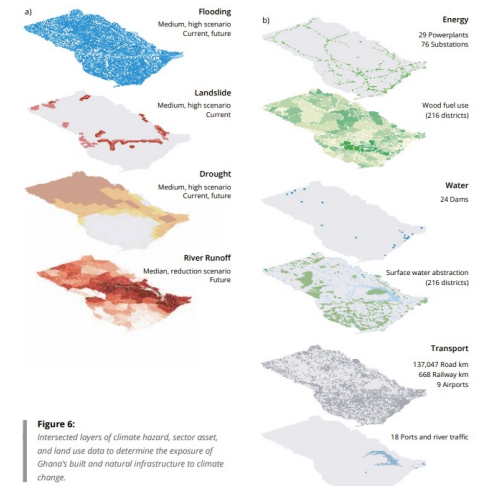 a)
Flooding
Medium, high scenario
Current, future
Landslide
Medium, high scenario
Current
Drought
Medium, high scenario
Current, future
River Runoff
Median, reduction scenario
Future
Figure 6:
Intersected layers of climate hazard, sector asset,
and land use data to determine the exposure of
Ghana's built and natural infrastructure to climate
change.
b)
Energy
29 Powerplants
76 Substations
Wood fuel use
(216 districts)
Water
24 Dams
Surface water abstraction
(216 districts)
Transport
137,047 Road km
668 Railway km
9 Airports
18 Ports and river traffic